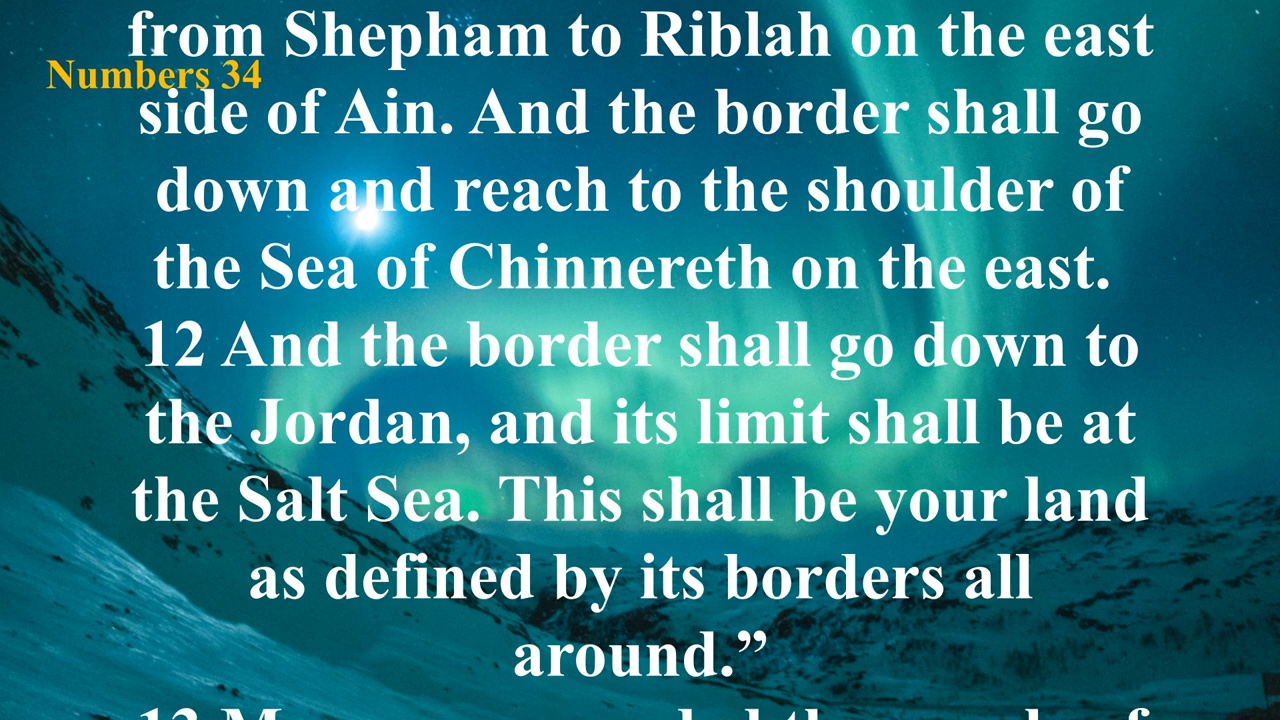 from Shepham to Riblah on the east
Numbers 34
side of Ain. And the border shall go
down and reach to the shoulder of
the Sea of Chinnereth on the east.
12 And the border shall go down to
the Jordan, and its limit shall be at
the Salt Sea. This shall be your land
as defined by its borders all
around.”